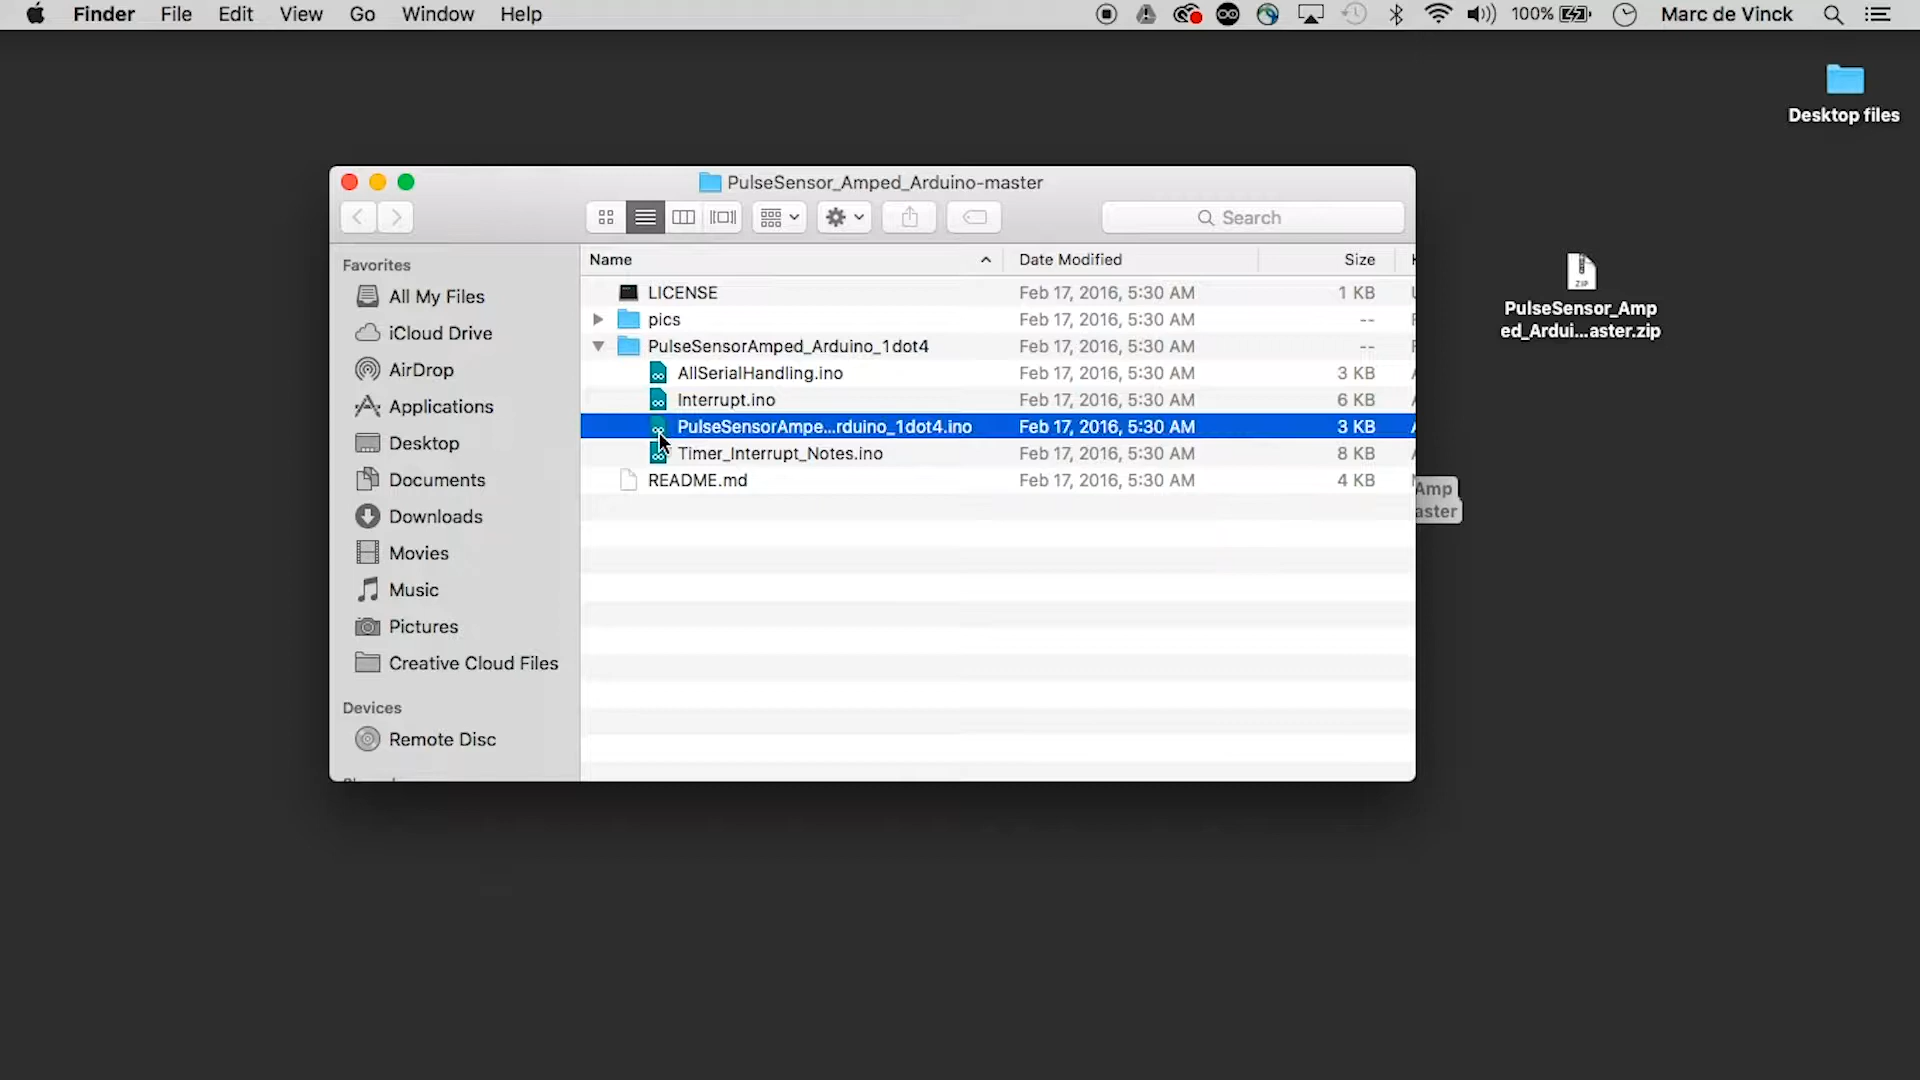 Finder File Edit View Go Window Help 100% Marc de Vinck
Desktop files
PulseSensor_Amped_Arduino-master
Search
Favorites
All My Files
iCloud Drive
AirDrop
Applications
Desktop
Documents
Downloads
Movies
Music
Pictures
Creative Cloud Files
Devices
Remote Disc
Name Date Modified Size
LICENSE Feb 17, 2016, 5:30 AM 1 KB
pics Feb 17, 2016, 5:30 AM --
PulseSensorAmped_Arduino_1dot4 Feb 17, 2016, 5:30 AM --
AllSerialHandling.ino Feb 17, 2016, 5:30 AM 3 KB
Interrupt.ino Feb 17, 2016, 5:30 AM 6 KB
PulseSensorAmpe...rduino_1dot4.ino Feb 17, 2016, 5:30 AM 3 KB
Timer_Interrupt_Notes.ino Feb 17, 2016, 5:30 AM 8 KB
README.md Feb 17, 2016, 5:30 AM 4 KB
ZIP
PulseSensor_Amp
ed_Ardui...aster.zip
Amp
aster